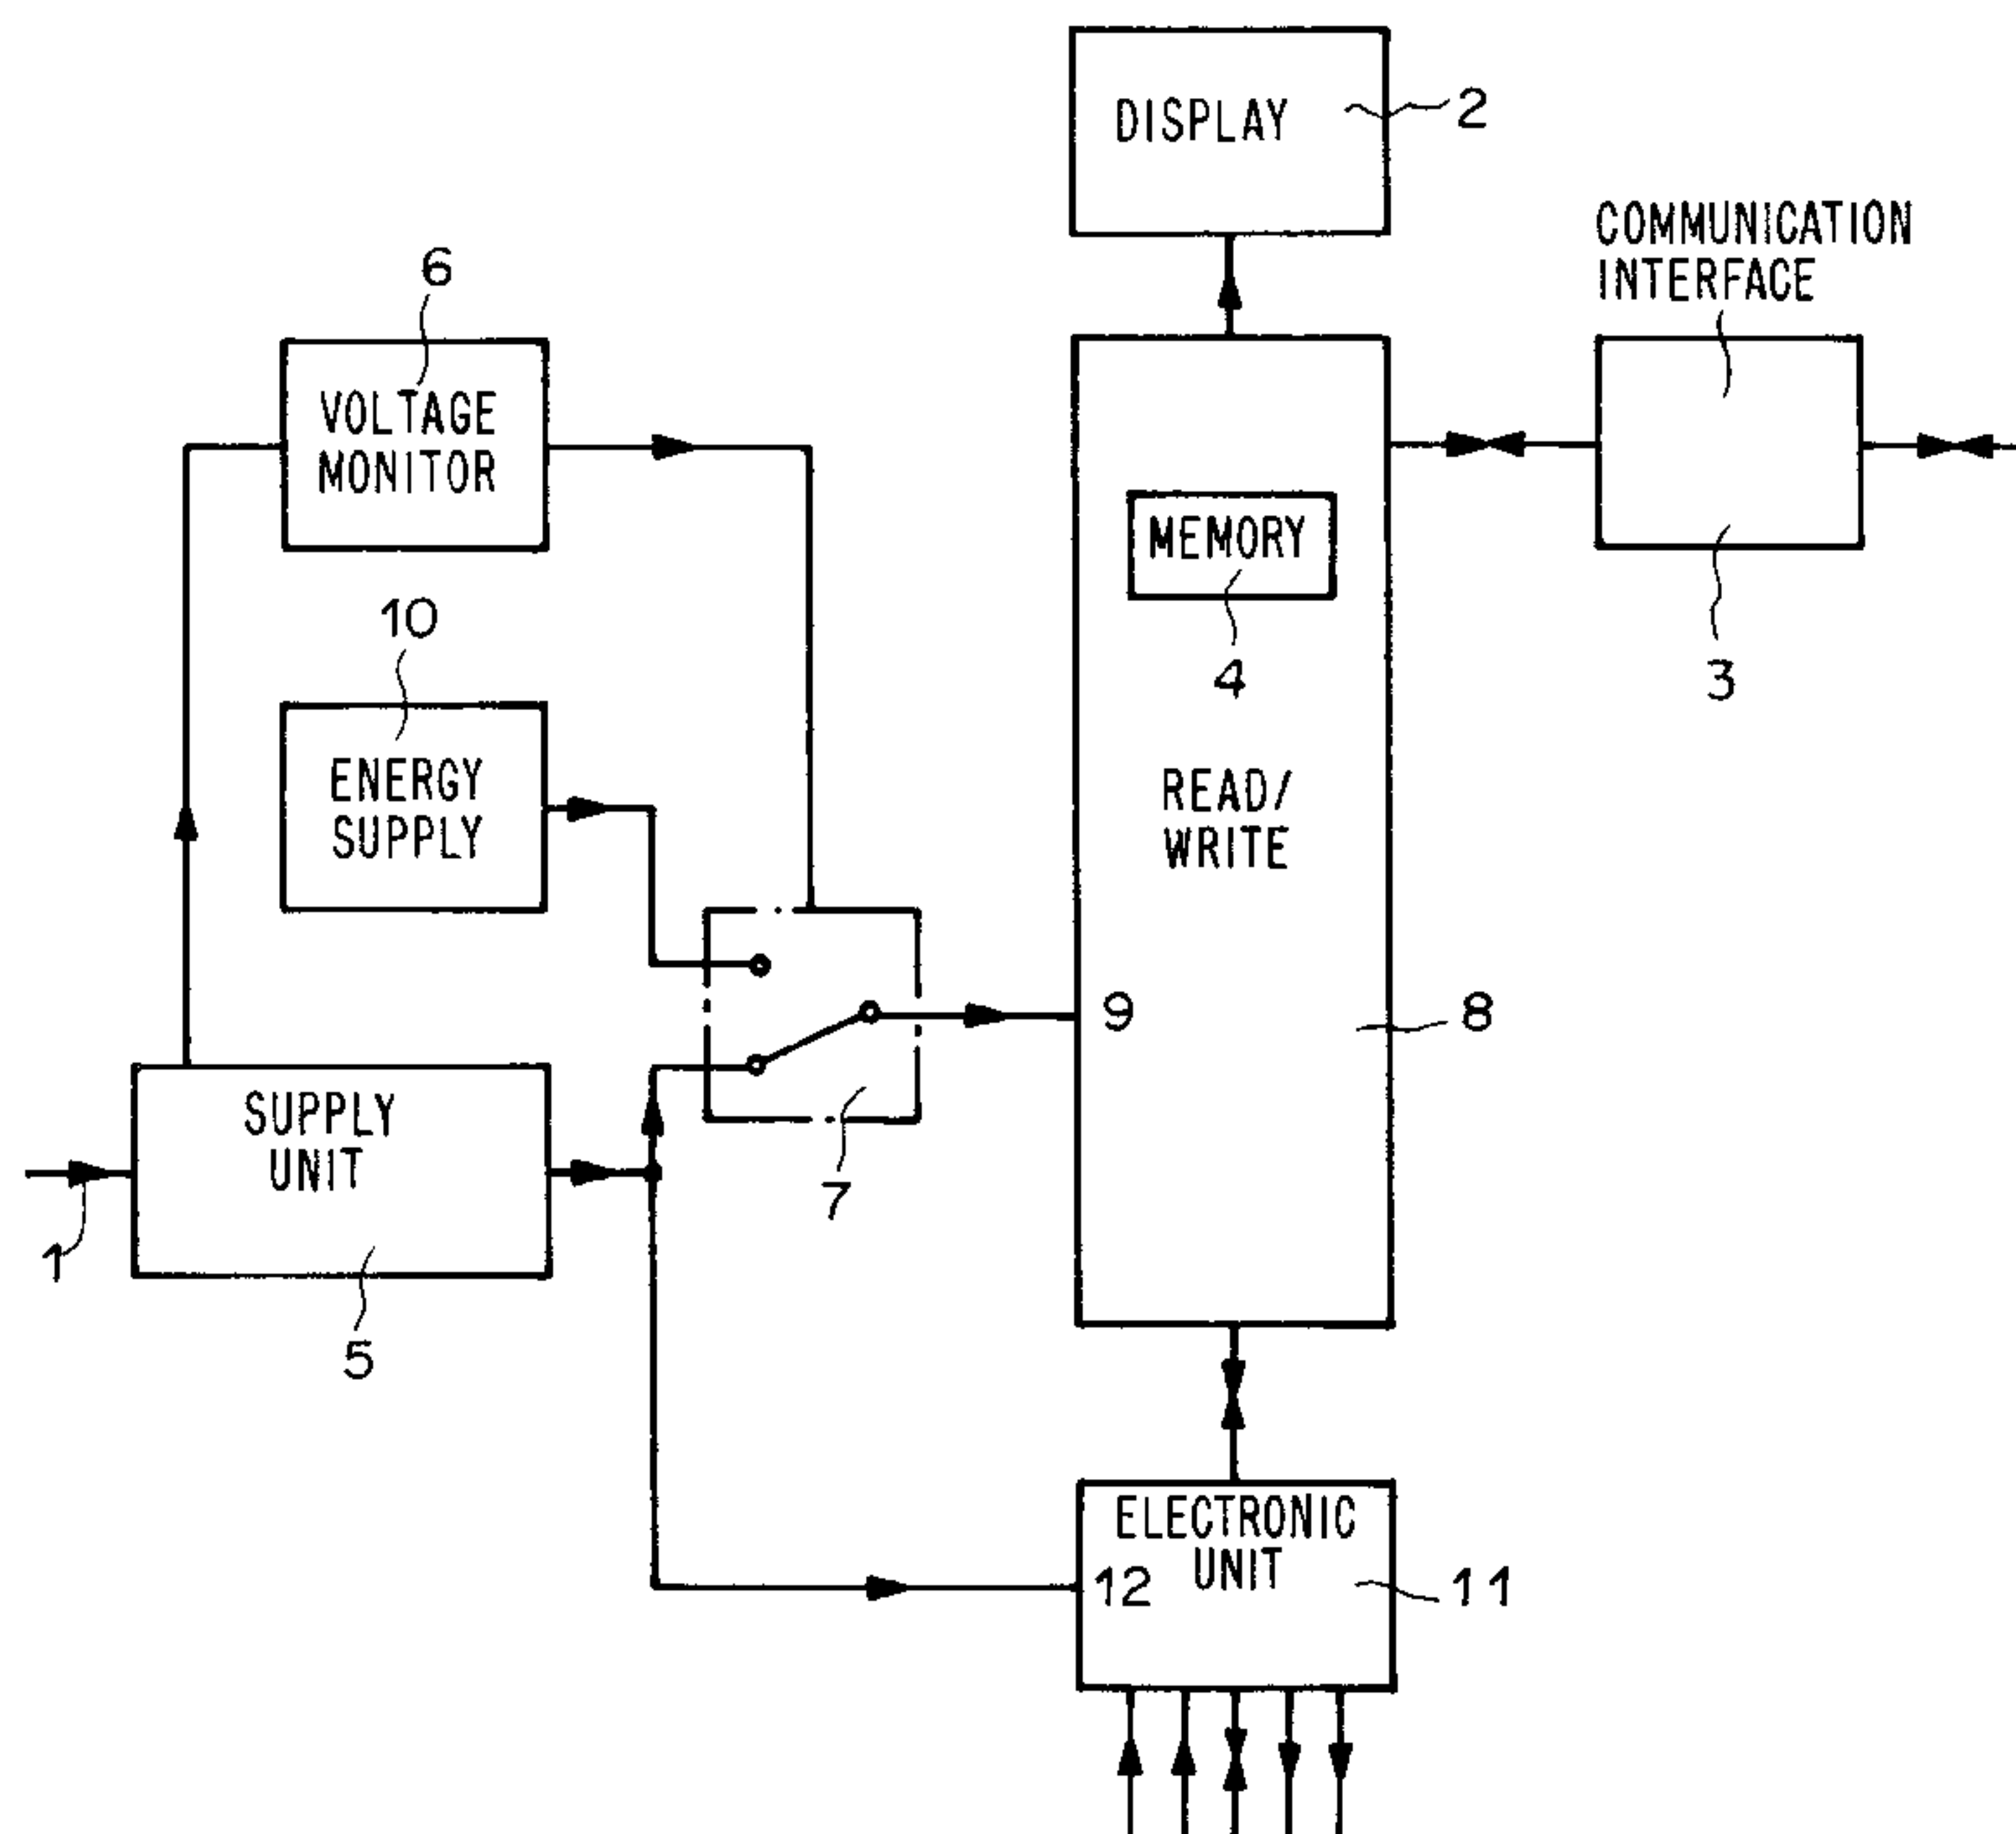 DISPLAY
2
COMMUNICATION
INTERFACE
6
VOLTAGE
MONITOR
MEMORY
4
3
10
ENERGY
SUPPLY
READ/
WRITE
9
8
SUPPLY
UNIT
7
1
5
ELECTRONIC
UNIT
12
11